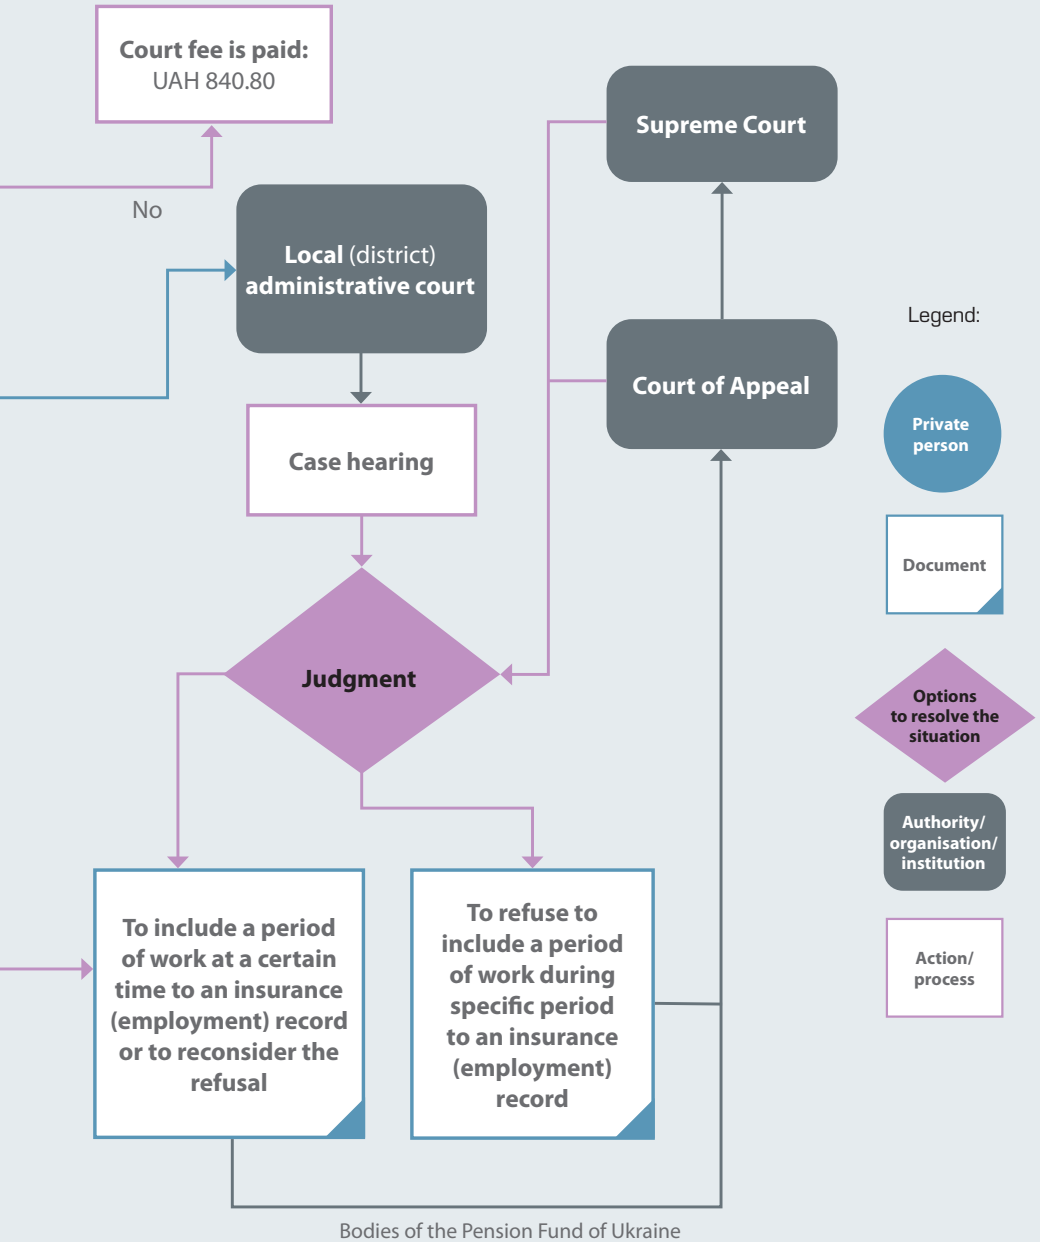 Court fee is paid:
UAH 840.80
No
Local (district)
administrative court
Case hearing
Judgment
Supreme Court
Court of Appeal
To include a period
of work at a certain
time to an insurance
(employment) record
or to reconsider the
refusal
To refuse to
include a period
of work during
specific period
to an insurance
(employment)
record
Bodies of the Pension Fund of Ukraine
Legend:
Private
person
Document
Options
to resolve the
situation
Authority/
organisation/
institution
Action/
process